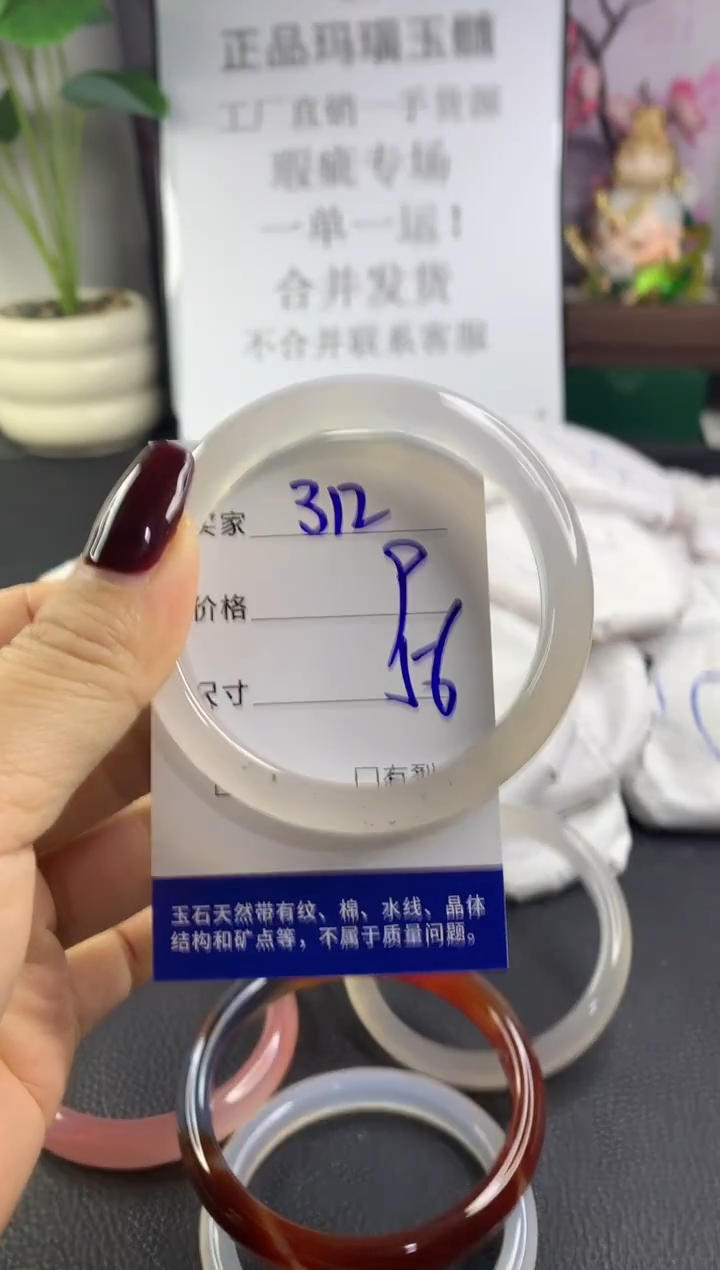 正品玛瑙玉髓
工厂直销一手货源
瑕疵专场
一单一运！
合并发货
不合并联系客服
买家 312
价格
尺寸 56
口有裂
玉石天然带有纹、棉、水线、晶体
结构和矿点等，不属于质量问题。